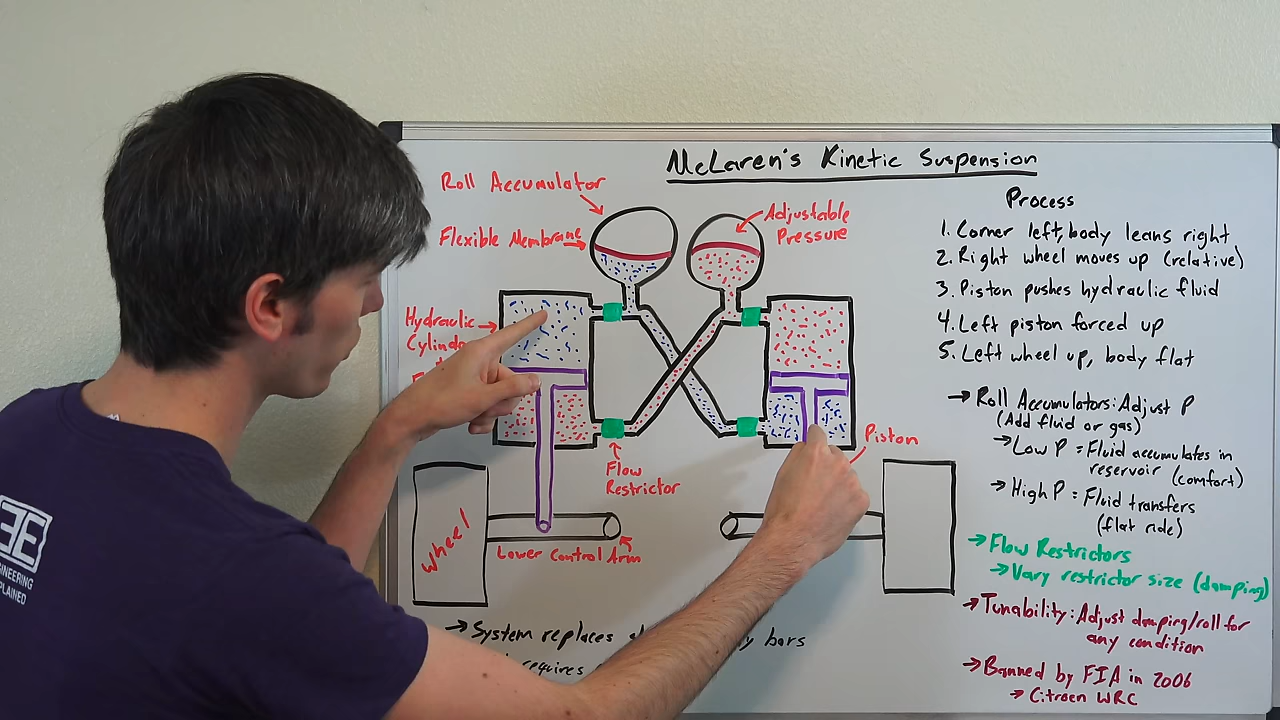 McLaren's Kinetic Suspension
Roll Accumulator
Flexible Membrane
Adjustable
Pressure
Hydraulic
Flow
Restrictor
Piston
Wheel
Lower Control Arm
→ System replaces bars
requires
Process
1. Corner left, body leans right
2. Right wheel moves up (relative)
3. Piston pushes hydraulic fluid
4. Left piston forced up
5. Left wheel up, body flat
→ Roll Accumulators: Adjust P
(Add fluid or gas)
→ Low P = Fluid accumulates in
reservoir (comfort)
→ High P = Fluid transfers
(flat ride)
→ Flow Restrictors
→ Vary restrictor size (damping)
→ Tunability: Adjust damping/roll for
any condition
→ Banned by FIA in 2006
→ Citroen WRC